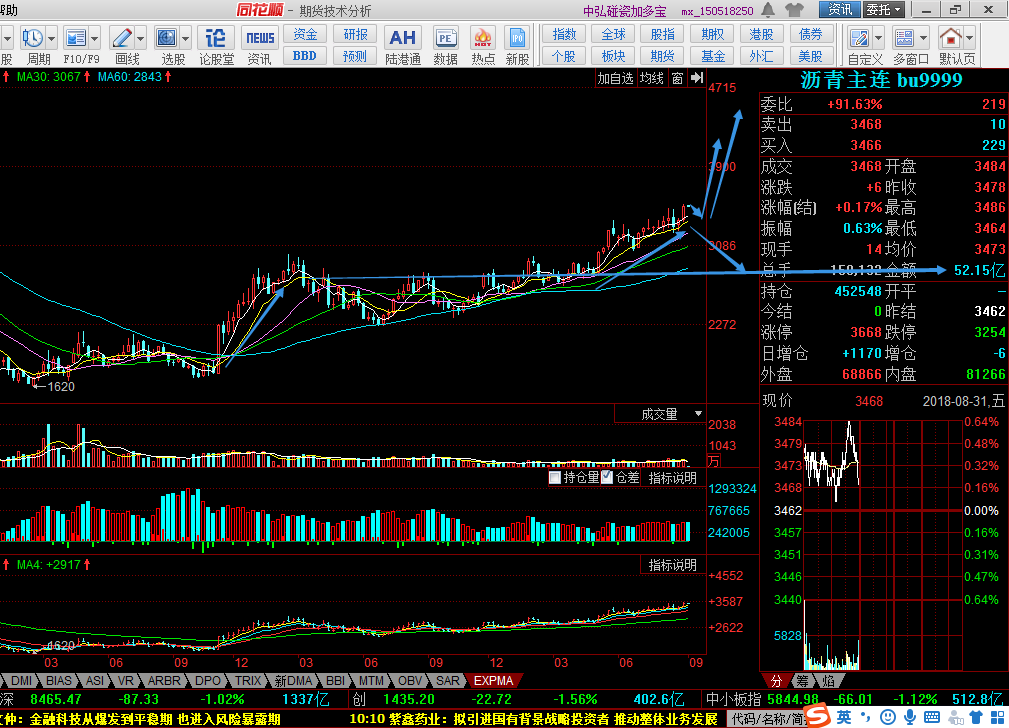 帮助 同花顺 - 期货技术分析 中弘碰瓷加多宝 mx_150518250 资讯 委托
资金 研报 指数 全球 股指 期权 港股 债券
周期 F10/F9 画线 选股 论股堂 资讯 BBD 预测 陆港通 数据 热点 新股 个股 板块 期货 基金 外汇 美股 自定义 多窗口 默认页
论 NEWS AH PE HOT
MA30: 3067 MA60: 2843 加自选 均线 窗
沥青主连 bu9999
4715
3900
3086
2272
1620
委比 +91.63% 219
卖出 3468 10
买入 3466 229
成交 3468 开盘 3484
涨跌 +6 昨收 3478
涨幅(结) +0.17% 最高 3486
振幅 0.63% 最低 3464
现手 14 均价 3473
总手 158,132 金额 52.15亿
持仓 452548 开平 -
今结 0 昨结 3462
涨停 3668 跌停 3254
日增仓 +1170 增仓 -6
外盘 68866 内盘 81266
现价 3468 2018-08-31,五
成交量
2038
1043
万
持仓量 仓差 指标说明
1293324
767665
242005
3484 0.64%
3479 0.48%
3473 0.32%
3468 0.16%
3462 0.00%
3457 0.16%
3451 0.31%
3446 0.47%
3440 0.64%
5828
MA4: +2917 指标说明
+4552
+3587
+2622
1620
03 06 09 12 03 06 09 12 03 06 09
DMI BIAS ASI VR ARBR DPO TRIX 新DMA BBI MTM OBV SAR EXPMA 分 筹 焰
深 8465.47 -87.33 -1.02% 1337亿 创 1435.20 -22.72 -1.56% 402.6亿 中小板指 5844.98 -66.01 -1.12% 512.8亿
文仲：金融科技从爆发到平稳期 也进入风险暴露期 10:10 紫鑫药业：拟引进国有背景战略投资者 推动整体业务发展 代码/名称/简
英